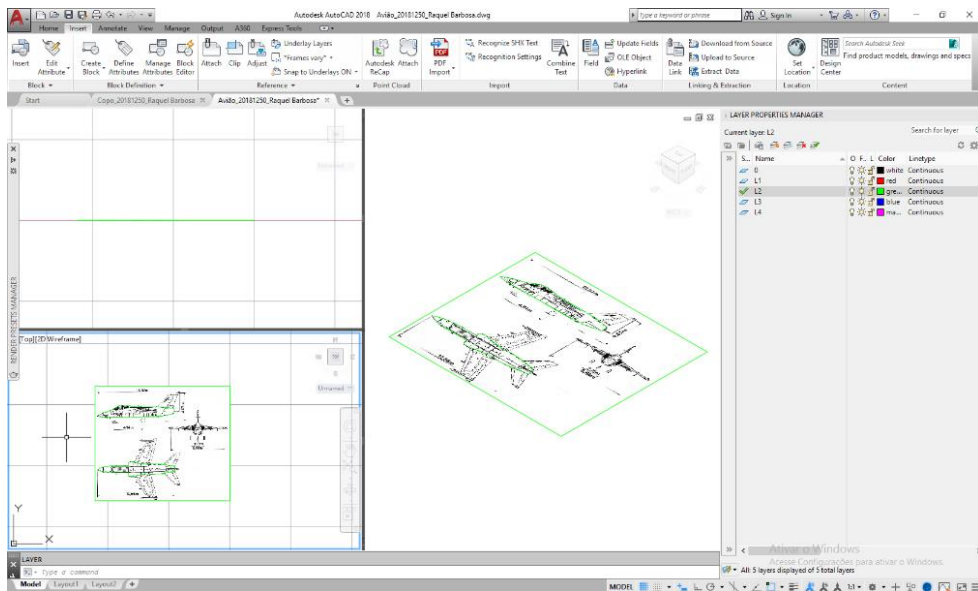 Autodesk AutoCAD 2018 Avião_20181250_Raquel Barbosa.dwg
Type a keyword or phrase
Sign In
Home Insert Annotate View Manage Output A360 Express Tools
Insert
Edit
Attribute
Create
Block
Define
Attributes
Manage
Attributes
Block
Editor
Attach
Clip
Adjust
Underlay Layers
*Frames vary*
Snap to Underlays ON
Autodesk
ReCap
Attach
PDF
Import
Recognize SHX Text
Recognition Settings
Combine
Text
Field
Update Fields
OLE Object
Hyperlink
Data
Link
Download from Source
Upload to Source
Extract Data
Set
Location
Design
Center
Search Autodesk Seek
Find product models, drawings and specs
Block
Block Definition
Reference
Point Cloud
Import
Data
Linking & Extraction
Location
Content
Start
Copo_20181250_Raquel Barbosa
Avião_20181250_Raquel Barbosa*
LAYER PROPERTIES MANAGER
Current layer: L2
Search for layer
S... Name O F... L Color Linetype
0 white Continuous
L1 red Continuous
L2 gre... Continuous
L3 blue Continuous
L4 ma... Continuous
RENDER PRESETS MANAGER
Top][2D Wireframe]
Unnamed
Y
X
Ativar o Windows
Acesse Configurações para ativar o Windows.
All: 5 layers displayed of 5 total layers
LAYER
Type a command
Model Layout1 Layout2 +
MODEL
1:1